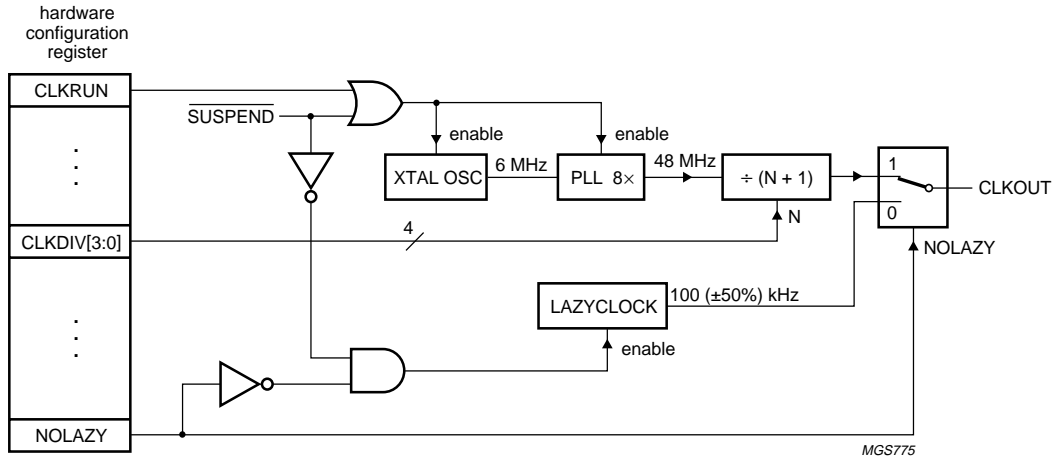 hardware
configuration
register
CLKRUN
SUSPEND
enable
enable
XTAL OSC
6 MHz
PLL 8×
48 MHz
÷ (N + 1)
1
0
CLKOUT
N
NOLAZY
CLKDIV[3:0]
4
LAZYCLOCK
100 (±50%) kHz
enable
NOLAZY
MGS775